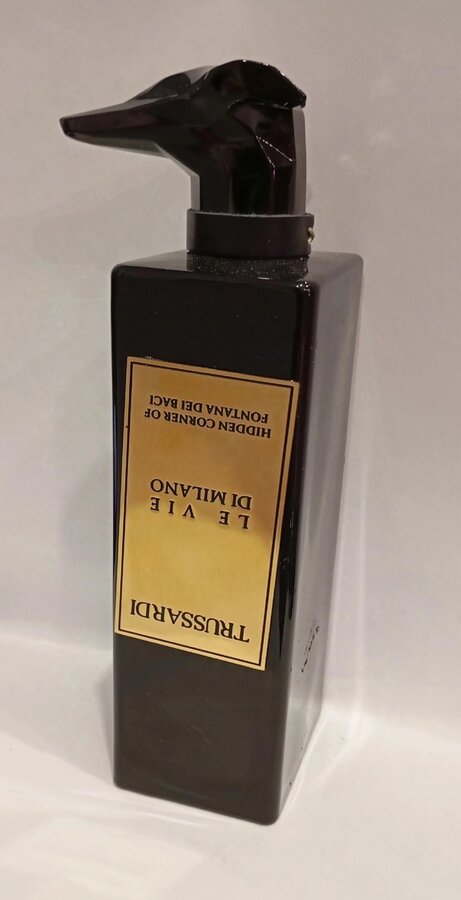 TRUSSARDI
LE VIE
DI MILANO
HIDDEN CORNER OF
FONTANA DEI BACI